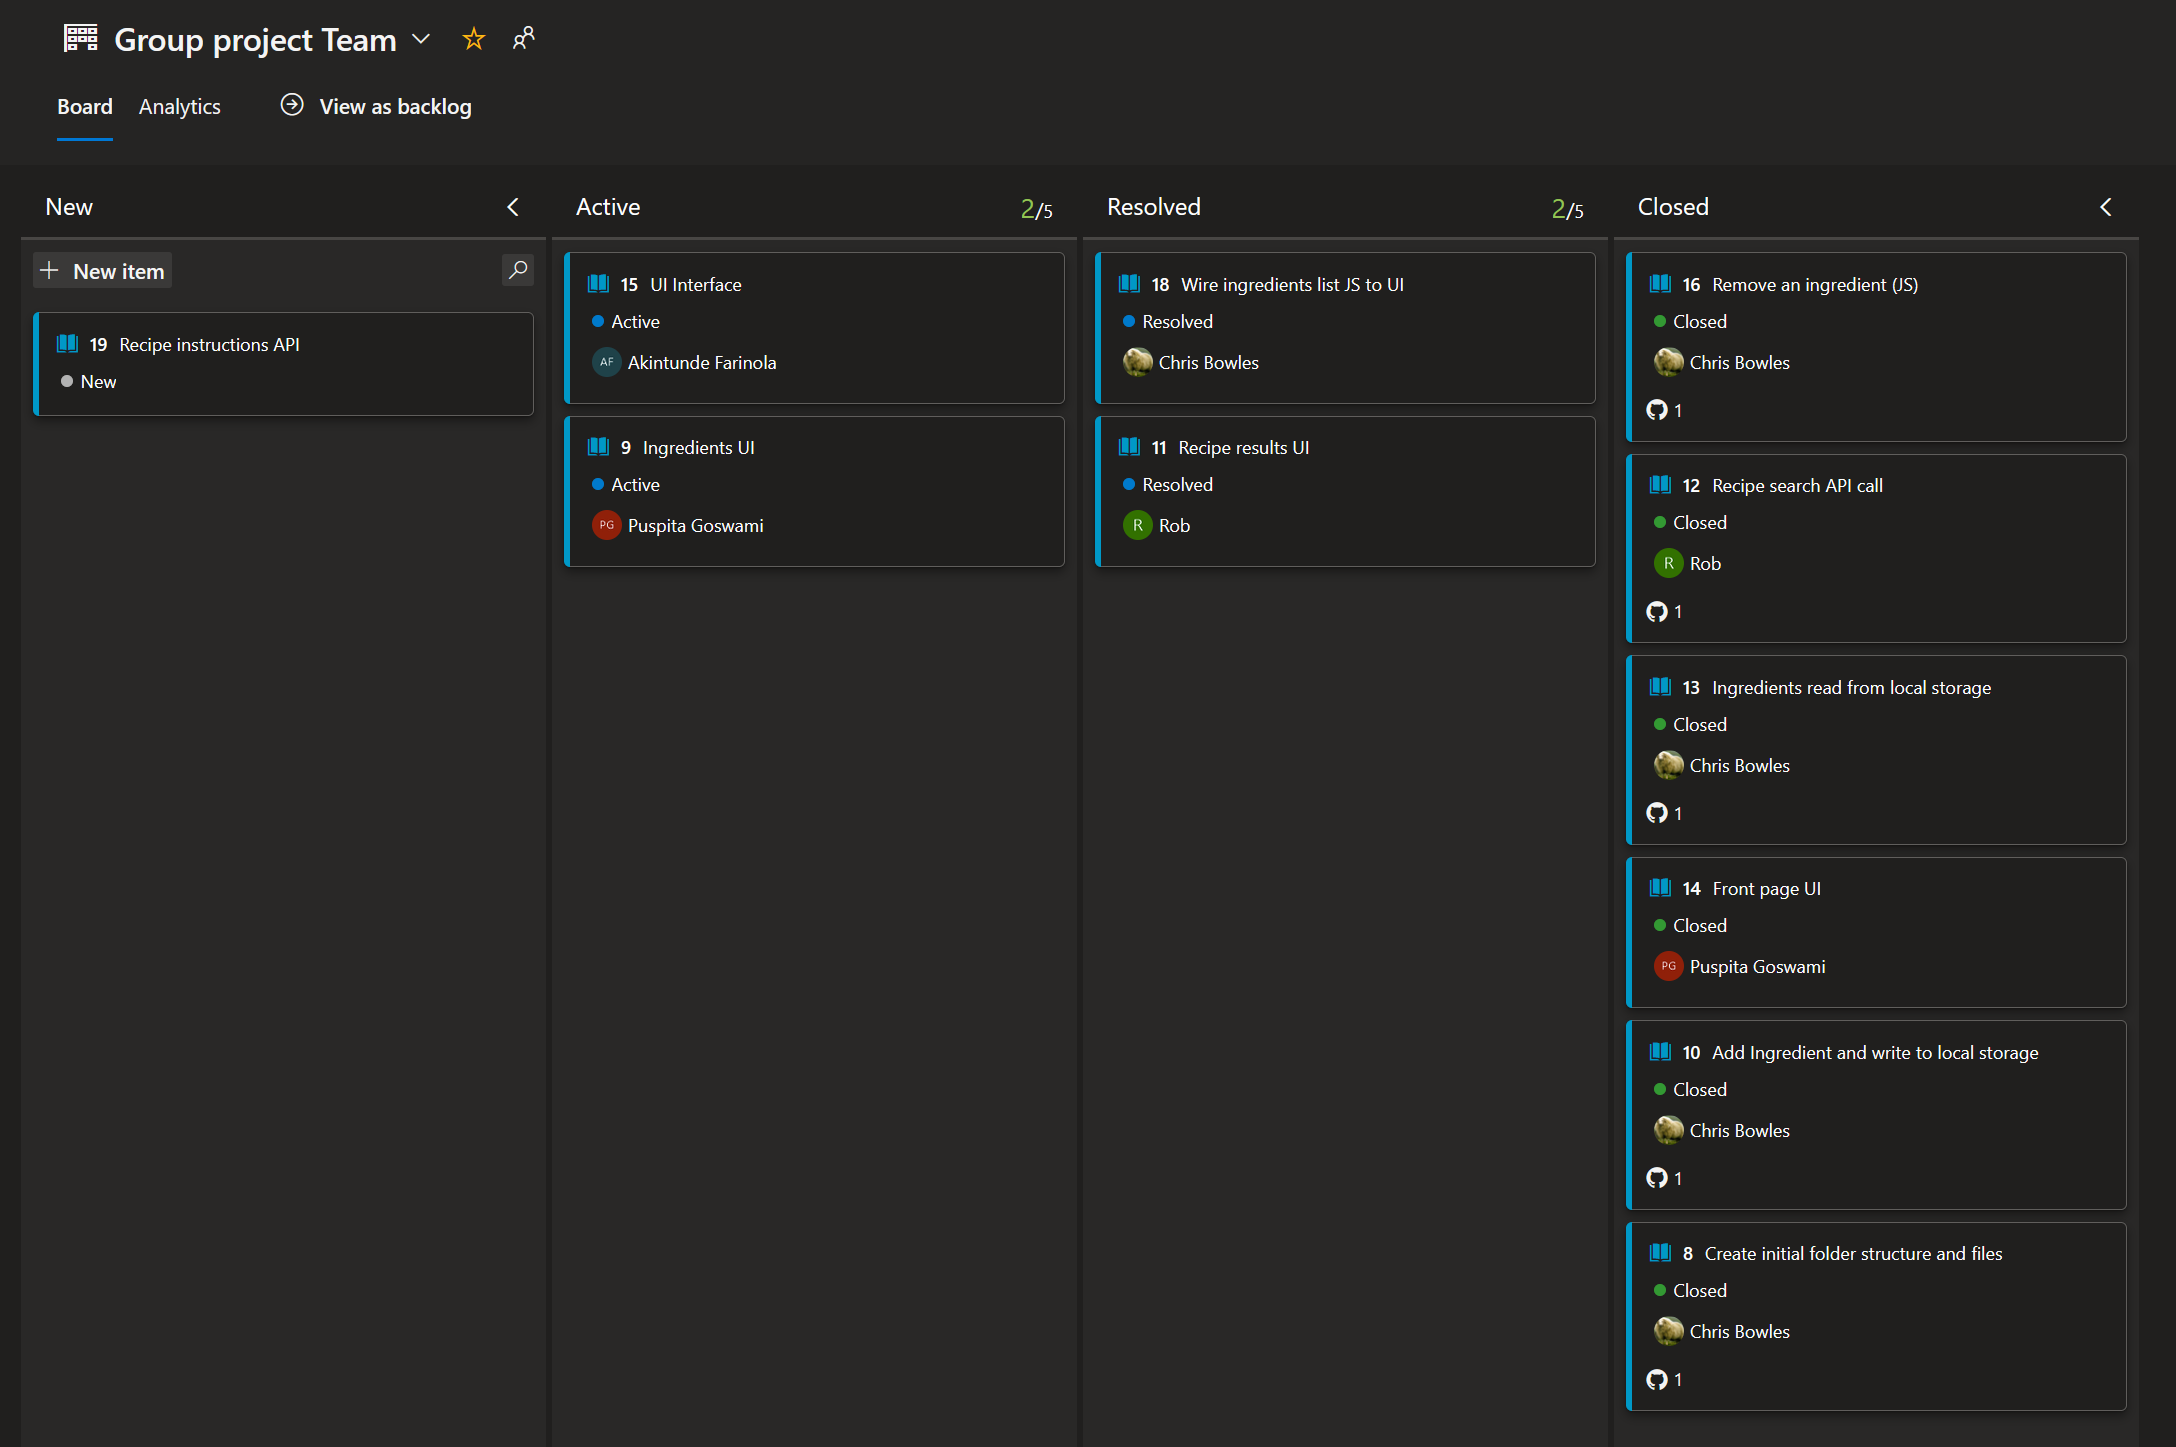 Group project Team
Board Analytics View as backlog
New
New item
19 Recipe instructions API
New
Active 2/5
15 UI Interface
Active
AF Akintunde Farinola
9 Ingredients UI
Active
PG Puspita Goswami
Resolved 2/5
18 Wire ingredients list JS to UI
Resolved
Chris Bowles
11 Recipe results UI
Resolved
R Rob
Closed
16 Remove an ingredient (JS)
Closed
Chris Bowles
1
12 Recipe search API call
Closed
R Rob
1
13 Ingredients read from local storage
Closed
Chris Bowles
1
14 Front page UI
Closed
PG Puspita Goswami
10 Add Ingredient and write to local storage
Closed
Chris Bowles
1
8 Create initial folder structure and files
Closed
Chris Bowles
1